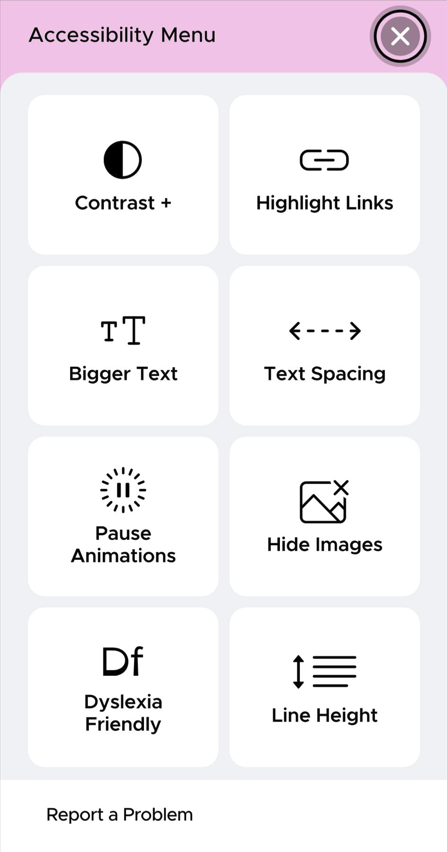 Accessibility Menu
Contrast +
Highlight Links
TT
Bigger Text
Text Spacing
Pause
Animations
Hide Images
Df
Dyslexia
Friendly
Line Height
Report a Problem